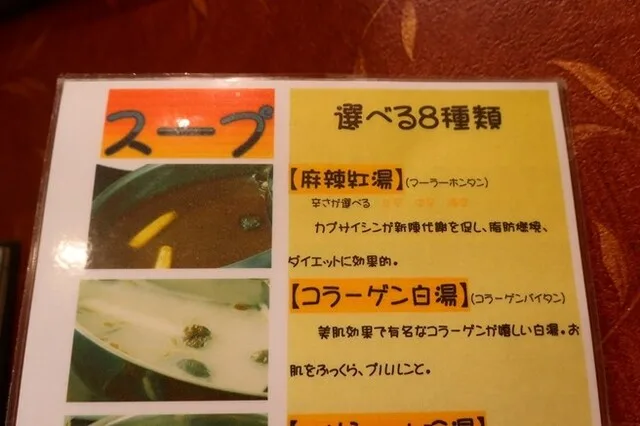 スープ
選べる8種類
【麻辣紅湯】(マーラーホンタン)
辛さが選べる
カプサイシンが新陳代謝を促し、脂肪燃焼、
ダイエットに効果的。
【コラーゲン白湯】(コラーゲンパイタン)
美肌効果で有名なコラーゲンが嬉しい白湯。お
肌をふっくら、プルルンと。